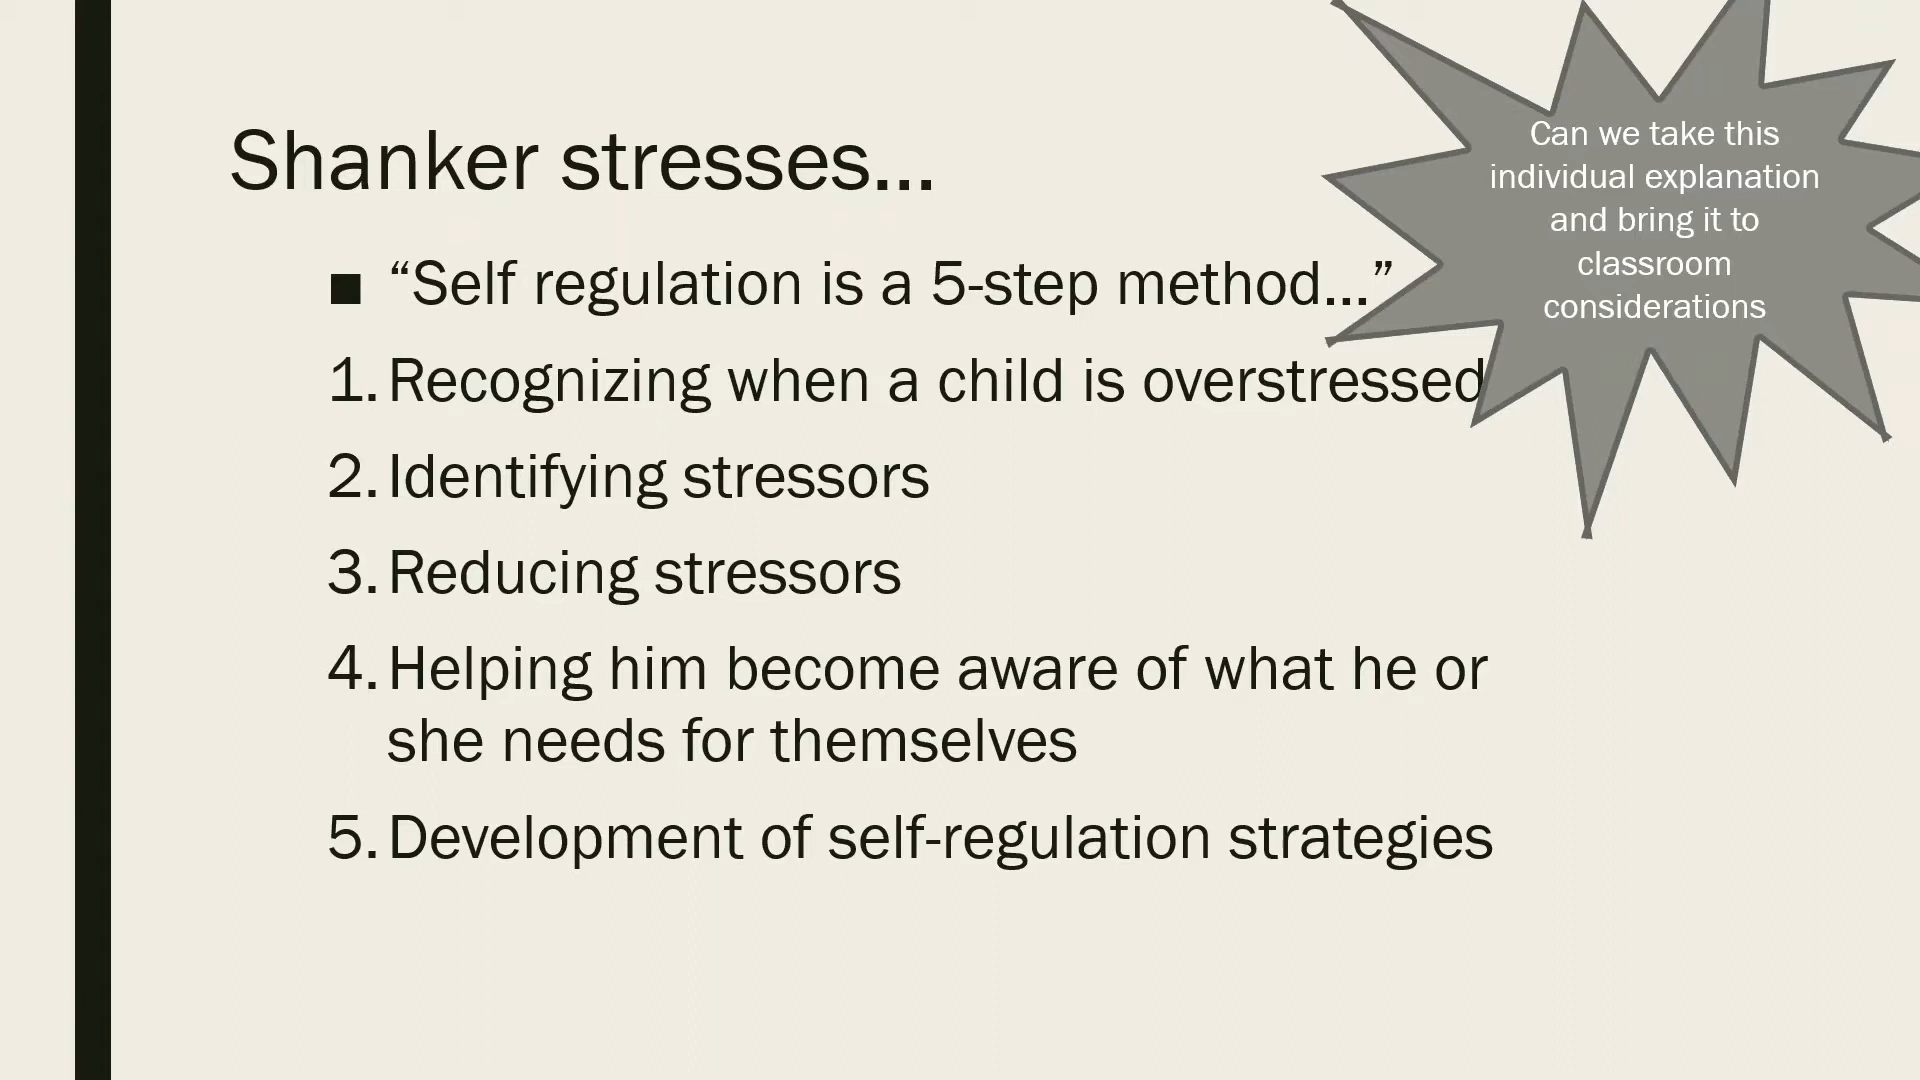 Shanker stresses...
■ “Self regulation is a 5-step method...”
1. Recognizing when a child is overstressed
2. Identifying stressors
3. Reducing stressors
4. Helping him become aware of what he or
she needs for themselves
5. Development of self-regulation strategies
Can we take this
individual explanation
and bring it to
classroom
considerations